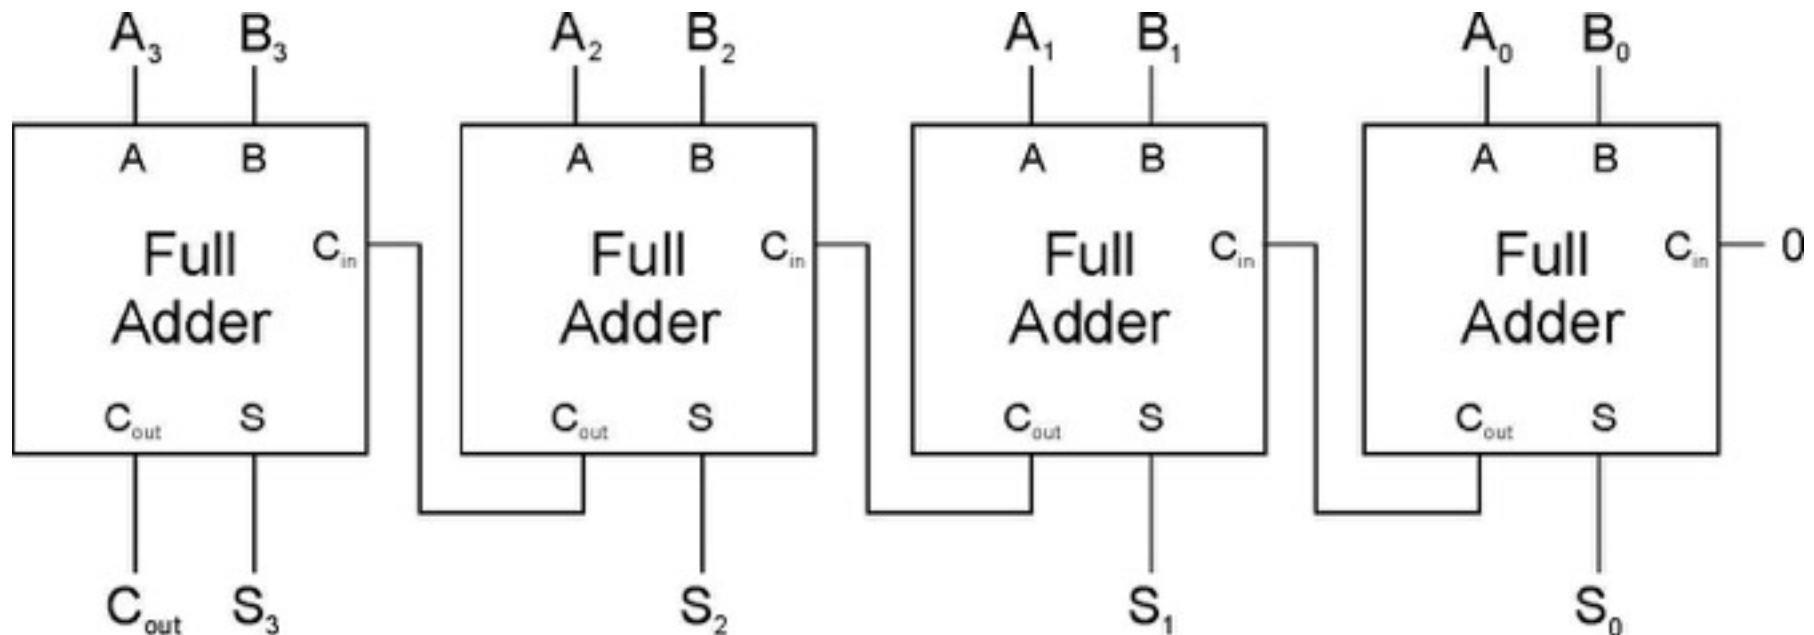 A3 B3 A2 B2 A1 B1 A0 B0
A B A B A B A B
Cin Cin Cin Cin 0
Full Full Full Full
Adder Adder Adder Adder
Cout S Cout S Cout S Cout S
Cout S3 S2 S1 S0